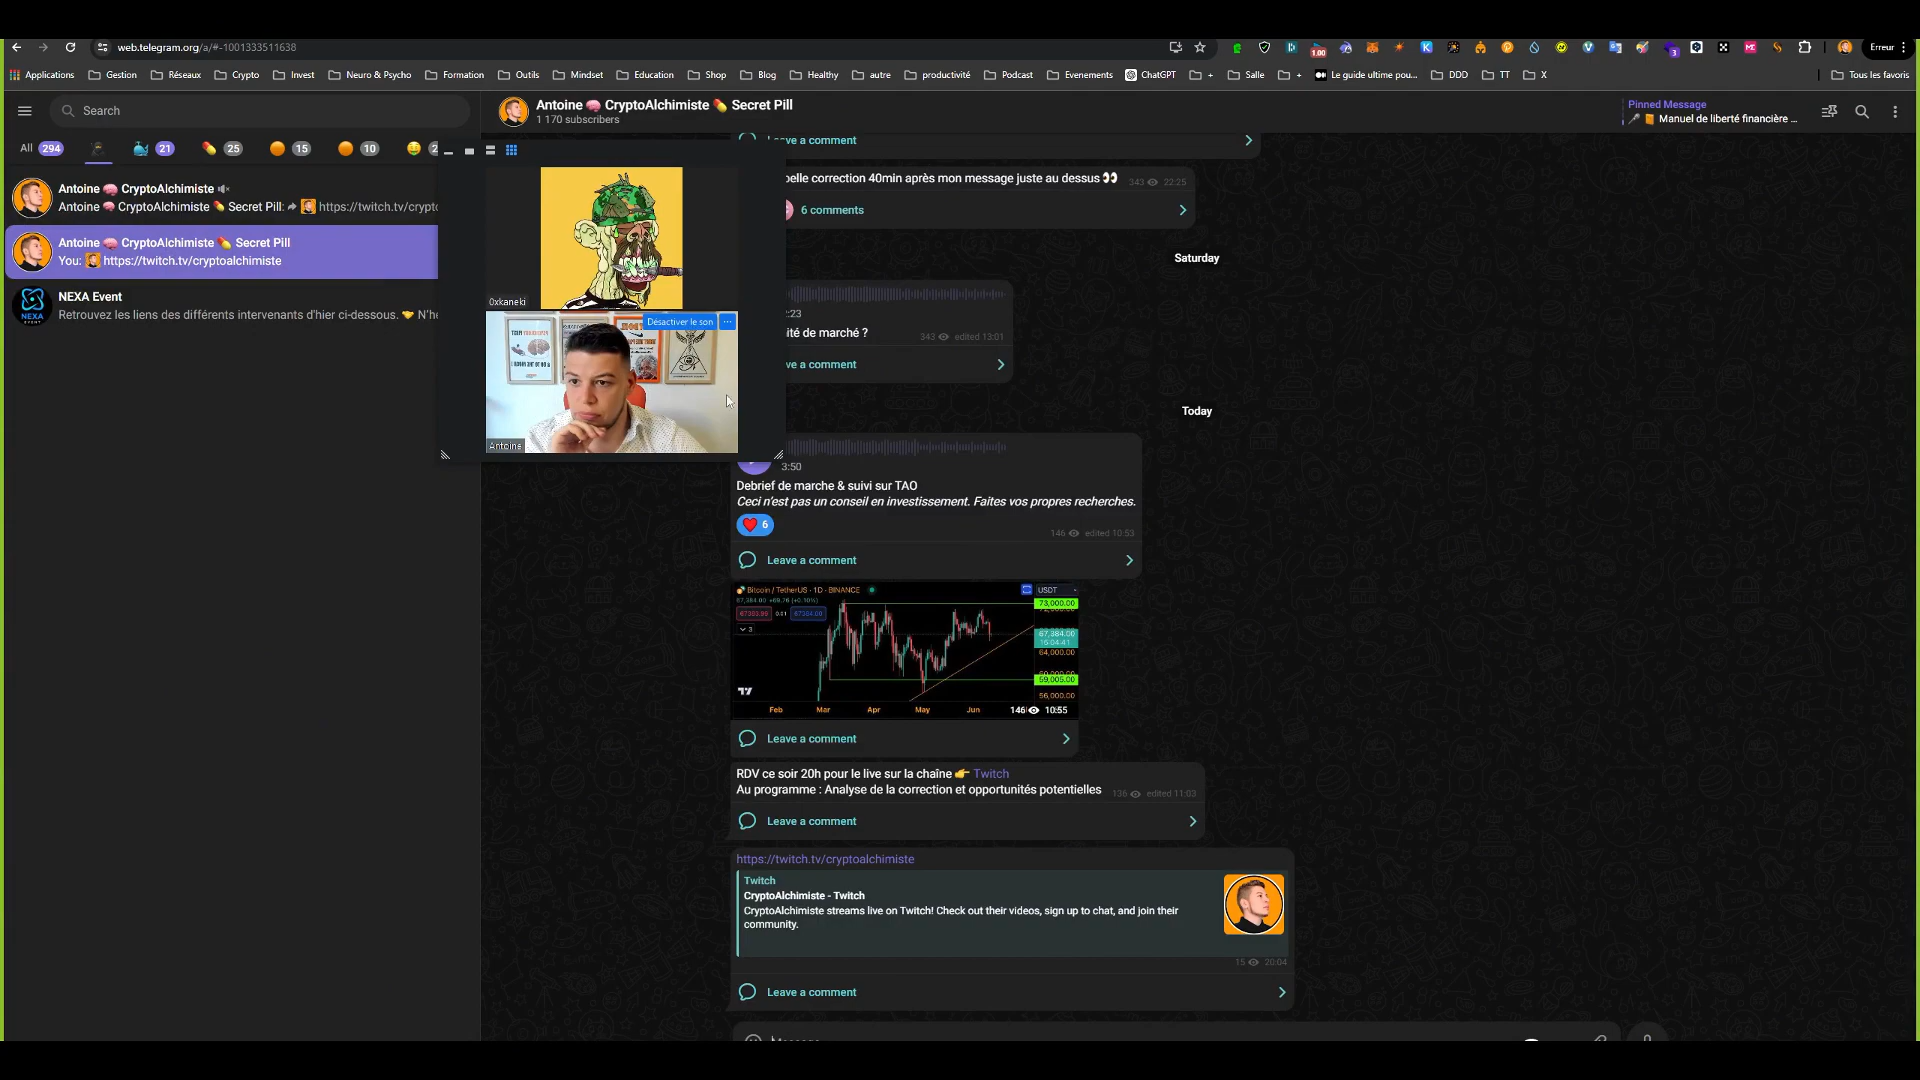 web.telegram.org/a/#-1001333511638
1.00
3
Erreur
Applications
Gestion
Réseaux
Crypto
Invest
Neuro & Psycho
Formation
Outils
Mindset
Education
Shop
Blog
Healthy
autre
productivité
Podcast
Evenements
ChatGPT
+
Salle
+
Le guide ultime pou...
DDD
TT
X
Tous les favoris
Search
Antoine 🧠 CryptoAlchimiste 💊 Secret Pill
1 170 subscribers
Pinned Message
🖋 📙 Manuel de liberté financière ...
All 294
21
25
15
10
2
Antoine 🧠 CryptoAlchimiste
Antoine 🧠 CryptoAlchimiste 💊 Secret Pill: https://twitch.tv/crypto
Antoine 🧠 CryptoAlchimiste 💊 Secret Pill
You: https://twitch.tv/cryptoalchimiste
NEXA Event
Retrouvez les liens des différents intervenants d'hier ci-dessous. 🤝 N'he
NEXA
EVENT
0xkaneki
Désactiver le son
Antoine
Leave a comment
belle correction 40min après mon message juste au dessus 👀
343 22:25
6 comments
Saturday
2:23
ité de marché ?
343 edited 13:01
ve a comment
Today
3:50
Debrief de marche & suivi sur TAO
Ceci n'est pas un conseil en investissement. Faites vos propres recherches.
❤️ 6
146 edited 10:53
Leave a comment
Bitcoin / TetherUS · 1D · BINANCE
USDT
67,384.00 +69.76 (+0.10%)
67383.99 0.01 67384.00
3
73,000.00
67,384.00
16:04:41
64,000.00
59,005.00
56,000.00
Feb Mar Apr May Jun
146 10:55
Leave a comment
RDV ce soir 20h pour le live sur la chaîne 👉 Twitch
Au programme : Analyse de la correction et opportunités potentielles
136 edited 11:03
Leave a comment
https://twitch.tv/cryptoalchimiste
Twitch
CryptoAlchimiste - Twitch
CryptoAlchimiste streams live on Twitch! Check out their videos, sign up to chat, and join their
community.
15 20:04
Leave a comment